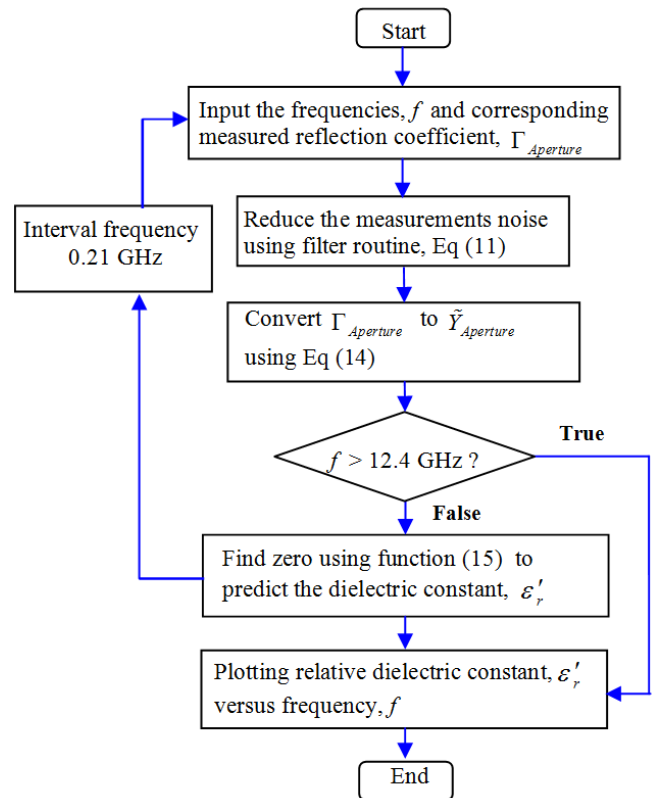 Start
Input the frequencies, f and corresponding
measured reflection coefficient, Γ_Aperture
Interval frequency
0.21 GHz
Reduce the measurements noise
using filter routine, Eq (11)
Convert Γ_Aperture to Ỹ_Aperture
using Eq (14)
True
f > 12.4 GHz ?
False
Find zero using function (15) to
predict the dielectric constant, ε′_r
Plotting relative dielectric constant, ε′_r
versus frequency, f
End